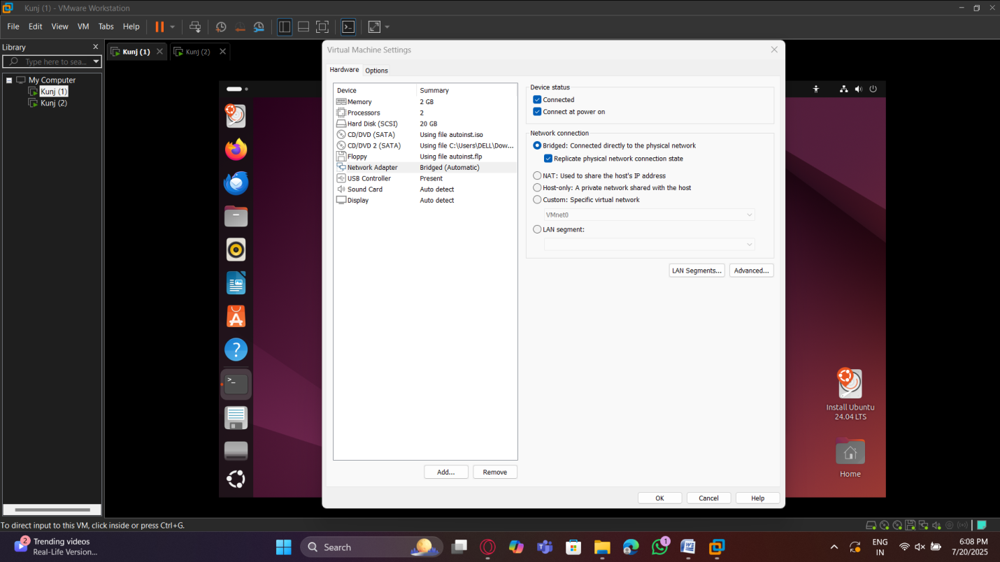 Kunj (1) - VMware Workstation
File Edit View VM Tabs Help
Library
Type here to sea...
My Computer
Kunj (1)
Kunj (2)
Kunj (1)
Kunj (2)
Virtual Machine Settings
Hardware Options
Device Summary
Memory 2 GB
Processors 2
Hard Disk (SCSI) 20 GB
CD/DVD (SATA) Using file autoinst.iso
CD/DVD 2 (SATA) Using file C:\Users\DELL\Dow...
Floppy Using file autoinst.flp
Network Adapter Bridged (Automatic)
USB Controller Present
Sound Card Auto detect
Display Auto detect
Add... Remove
Device status
Connected
Connect at power on
Network connection
Bridged: Connected directly to the physical network
Replicate physical network connection state
NAT: Used to share the host's IP address
Host-only: A private network shared with the host
Custom: Specific virtual network
VMnet0
LAN segment:
LAN Segments... Advanced...
OK Cancel Help
Install Ubuntu
24.04 LTS
Home
To direct input to this VM, click inside or press Ctrl+G.
2
Trending videos
Real-Life Version...
Search
1
ENG
IN
6:08 PM
7/20/2025